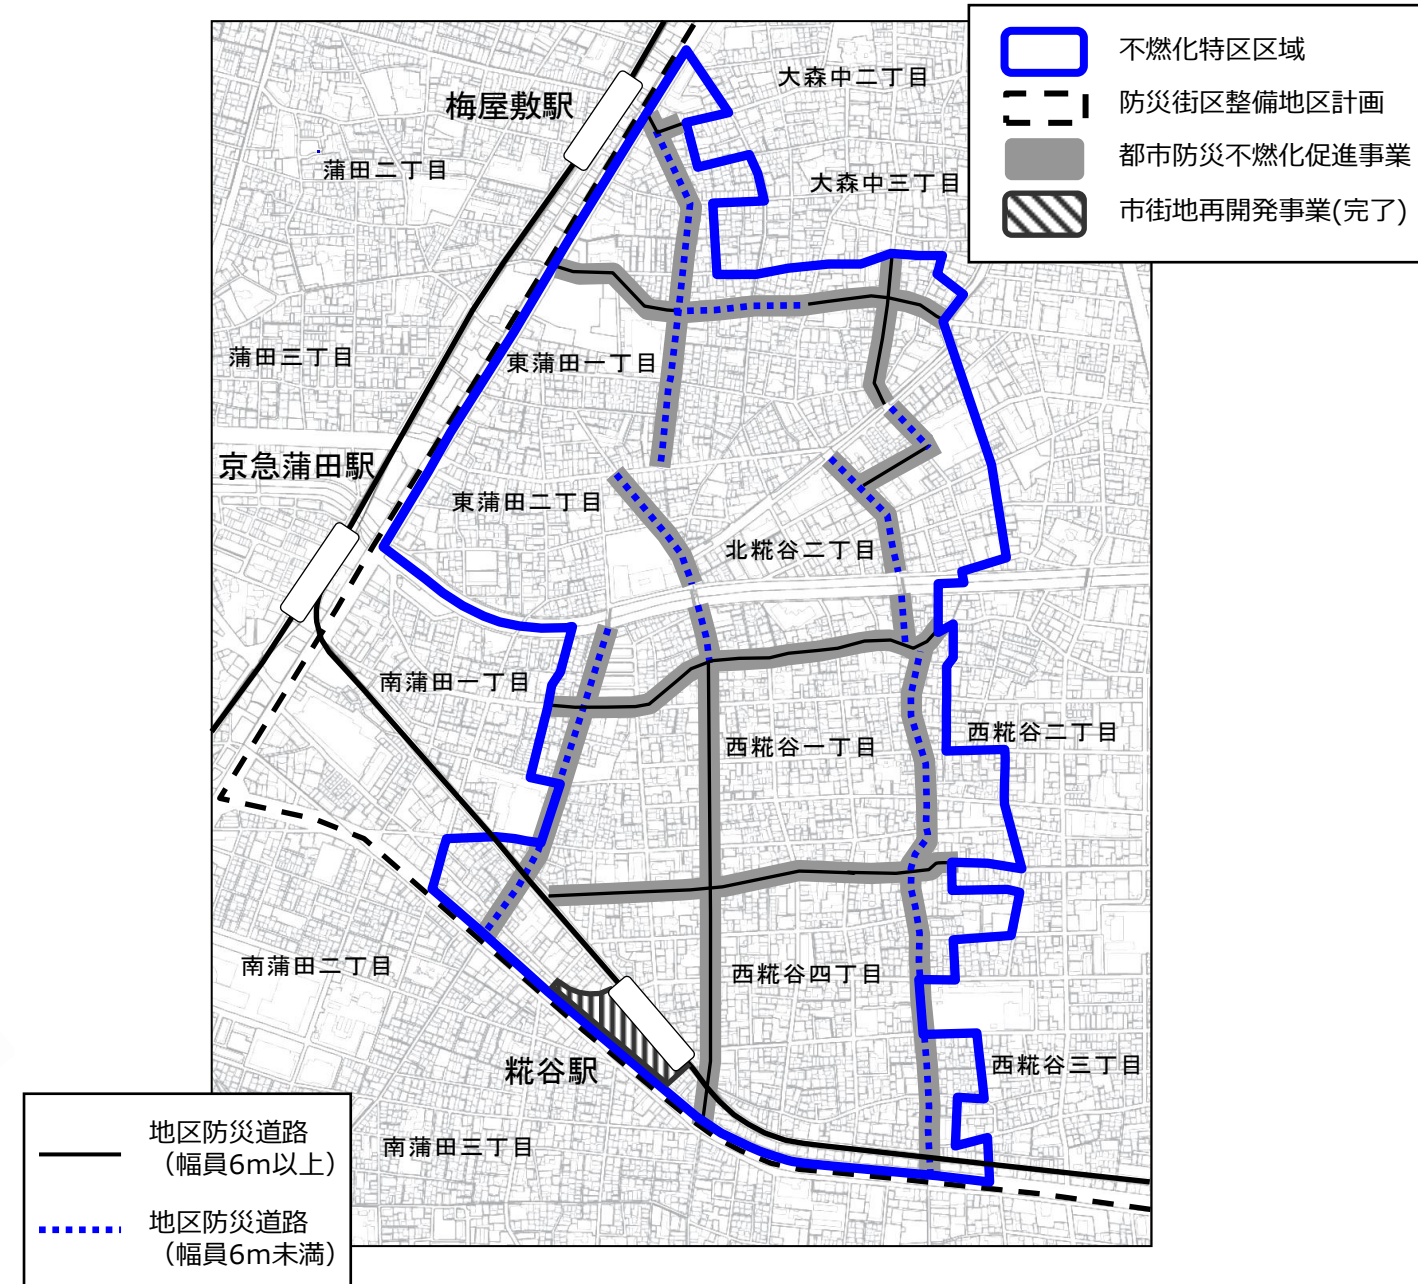 不燃化特区区域
防災街区整備地区計画
都市防災不燃化促進事業
市街地再開発事業(完了)
大森中二丁目
梅屋敷駅
蒲田二丁目
大森中三丁目
蒲田三丁目
東蒲田一丁目
京急蒲田駅
東蒲田二丁目
北糀谷二丁目
南蒲田一丁目
西糀谷二丁目
西糀谷一丁目
南蒲田二丁目
西糀谷四丁目
糀谷駅
西糀谷三丁目
南蒲田三丁目
地区防災道路
(幅員6m以上)
地区防災道路
(幅員6m未満)